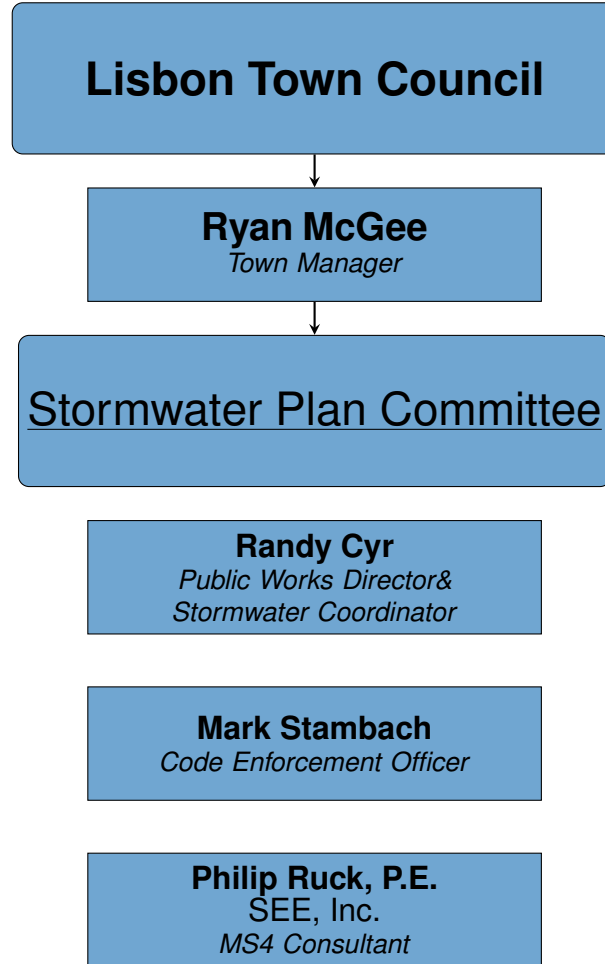 Lisbon Town Council
Ryan McGee
Town Manager
Stormwater Plan Committee
Randy Cyr
Public Works Director&
Stormwater Coordinator
Mark Stambach
Code Enforcement Officer
Philip Ruck, P.E.
SEE, Inc.
MS4 Consultant